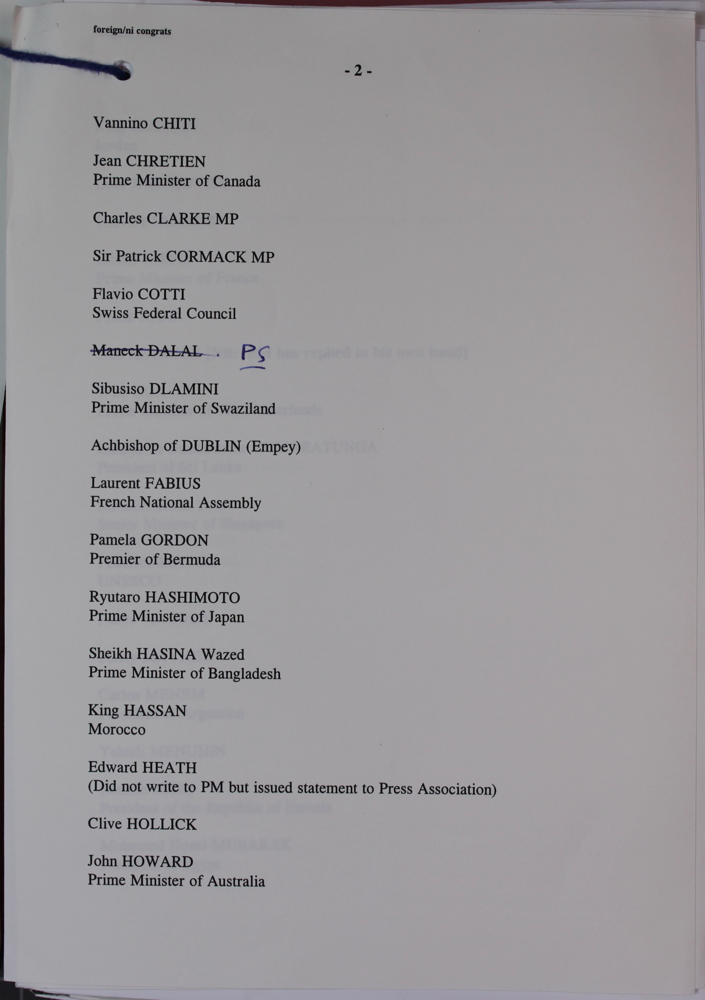 foreign/ni congrats
- 2 -
Vannino CHITI
Jean CHRETIEN
Prime Minister of Canada
Charles CLARKE MP
Sir Patrick CORMACK MP
Flavio COTTI
Swiss Federal Council
Maneck DALAL . PS
Sibusiso DLAMINI
Prime Minister of Swaziland
Achbishop of DUBLIN (Empey)
Laurent FABIUS
French National Assembly
Pamela GORDON
Premier of Bermuda
Ryutaro HASHIMOTO
Prime Minister of Japan
Sheikh HASINA Wazed
Prime Minister of Bangladesh
King HASSAN
Morocco
Edward HEATH
(Did not write to PM but issued statement to Press Association)
Clive HOLLICK
John HOWARD
Prime Minister of Australia